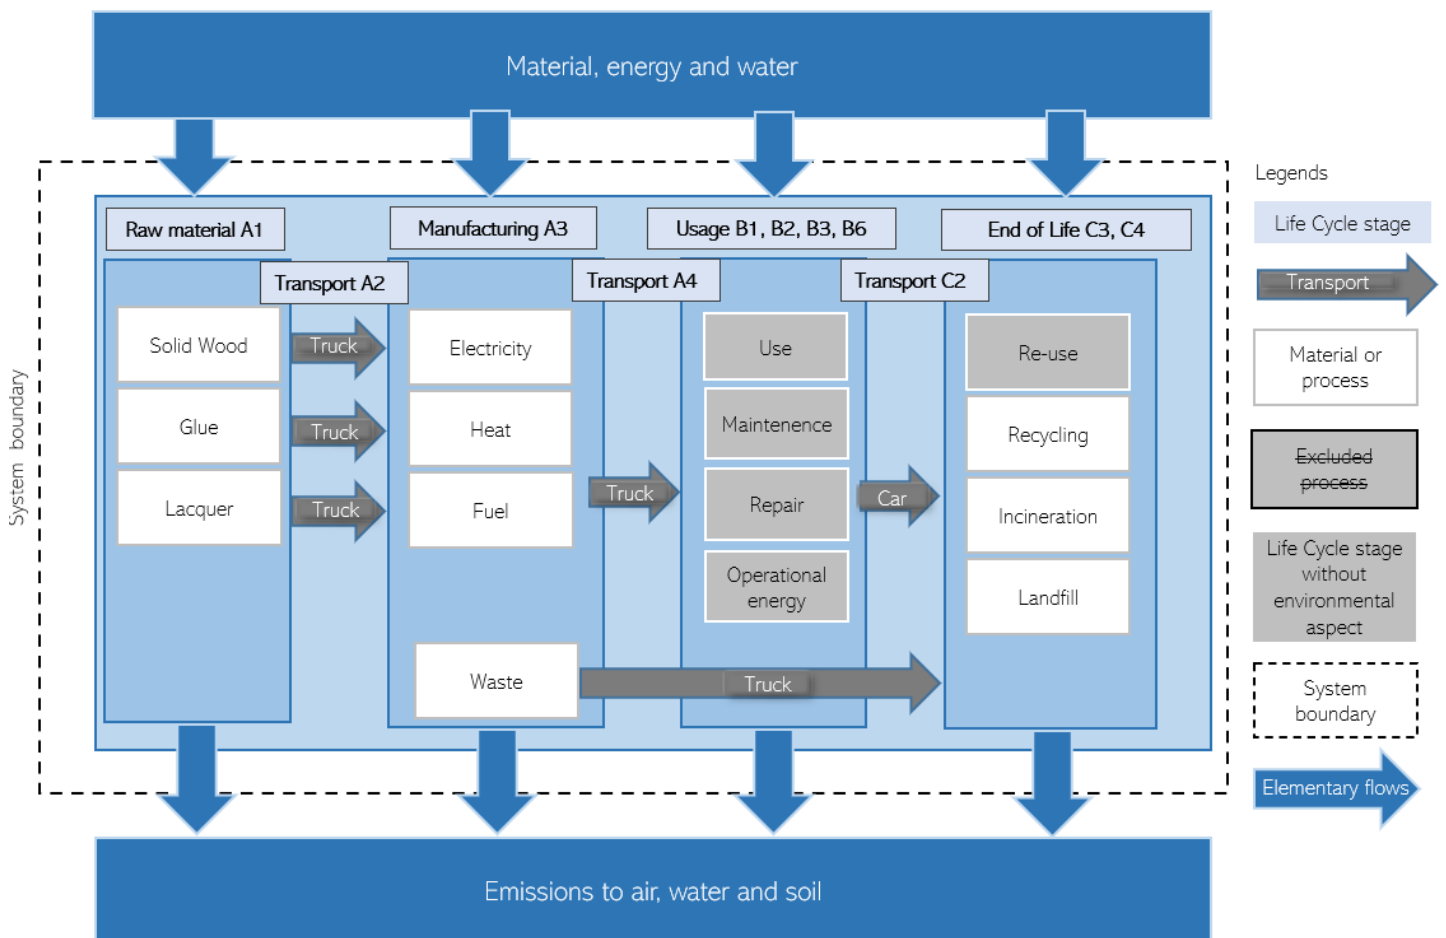 Material, energy and water
System boundary
Raw material A1
Manufacturing A3
Usage B1, B2, B3, B6
End of Life C3, C4
Transport A2
Transport A4
Transport C2
Solid Wood
Glue
Lacquer
Truck
Truck
Truck
Electricity
Heat
Fuel
Waste
Truck
Truck
Use
Maintenence
Repair
Operational
energy
Car
Re-use
Recycling
Incineration
Landfill
Legends
Life Cycle stage
Transport
Material or
process
Excluded
process
Life Cycle stage
without
environmental
aspect
System
boundary
Elementary flows
Emissions to air, water and soil